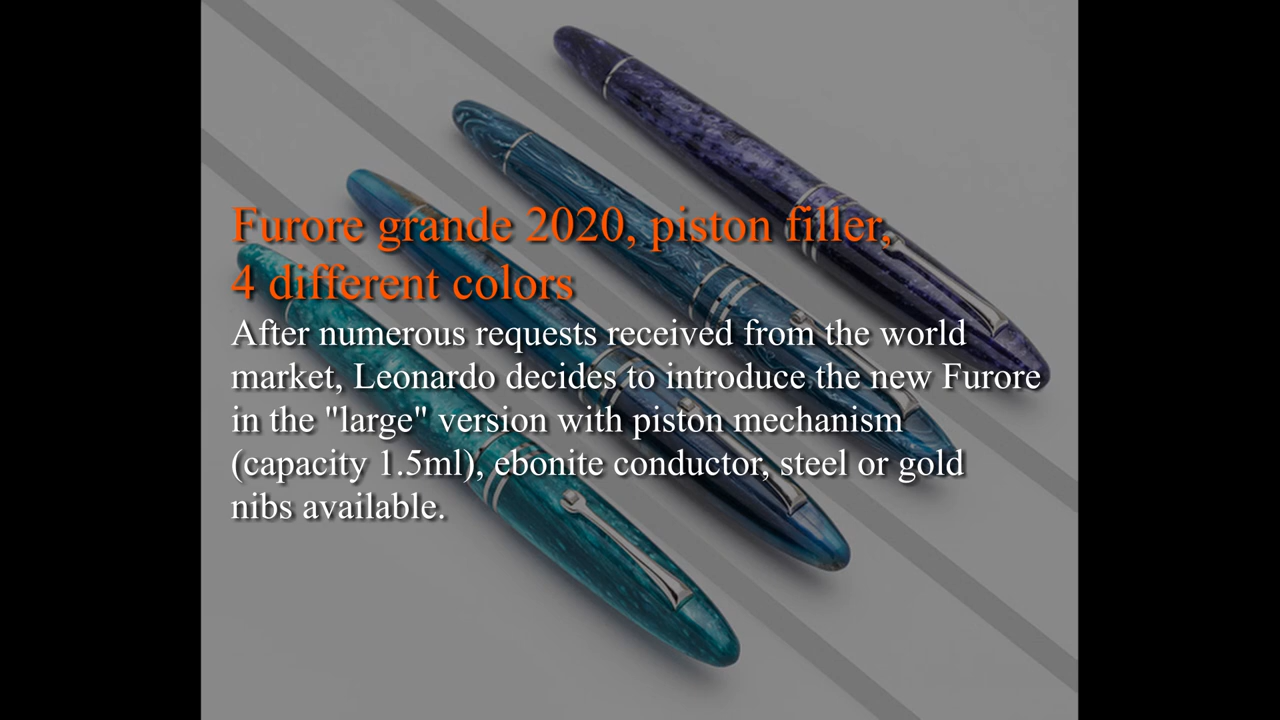 Furore grande 2020, piston filler,
4 different colors
After numerous requests received from the world
market, Leonardo decides to introduce the new Furore
in the "large" version with piston mechanism
(capacity 1.5ml), ebonite conductor, steel or gold
nibs available.